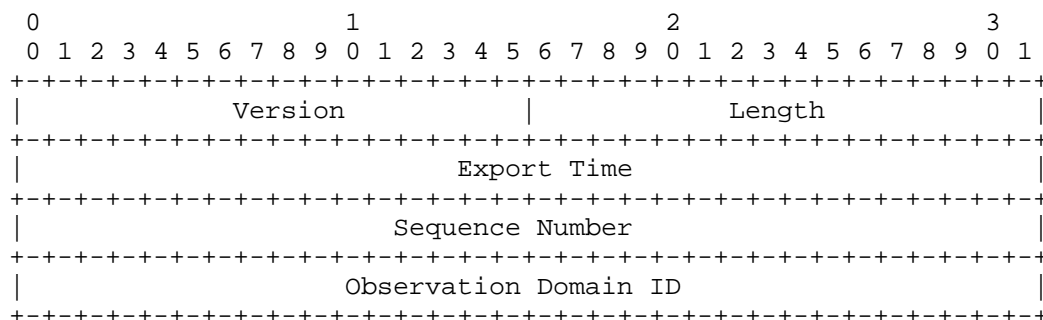 0                   1                   2                   3
 0 1 2 3 4 5 6 7 8 9 0 1 2 3 4 5 6 7 8 9 0 1 2 3 4 5 6 7 8 9 0 1
+-+-+-+-+-+-+-+-+-+-+-+-+-+-+-+-+-+-+-+-+-+-+-+-+-+-+-+-+-+-+-+-+
|             Version           |            Length             |
+-+-+-+-+-+-+-+-+-+-+-+-+-+-+-+-+-+-+-+-+-+-+-+-+-+-+-+-+-+-+-+-+
|                           Export Time                         |
+-+-+-+-+-+-+-+-+-+-+-+-+-+-+-+-+-+-+-+-+-+-+-+-+-+-+-+-+-+-+-+-+
|                       Sequence Number                         |
+-+-+-+-+-+-+-+-+-+-+-+-+-+-+-+-+-+-+-+-+-+-+-+-+-+-+-+-+-+-+-+-+
|                    Observation Domain ID                      |
+-+-+-+-+-+-+-+-+-+-+-+-+-+-+-+-+-+-+-+-+-+-+-+-+-+-+-+-+-+-+-+-+